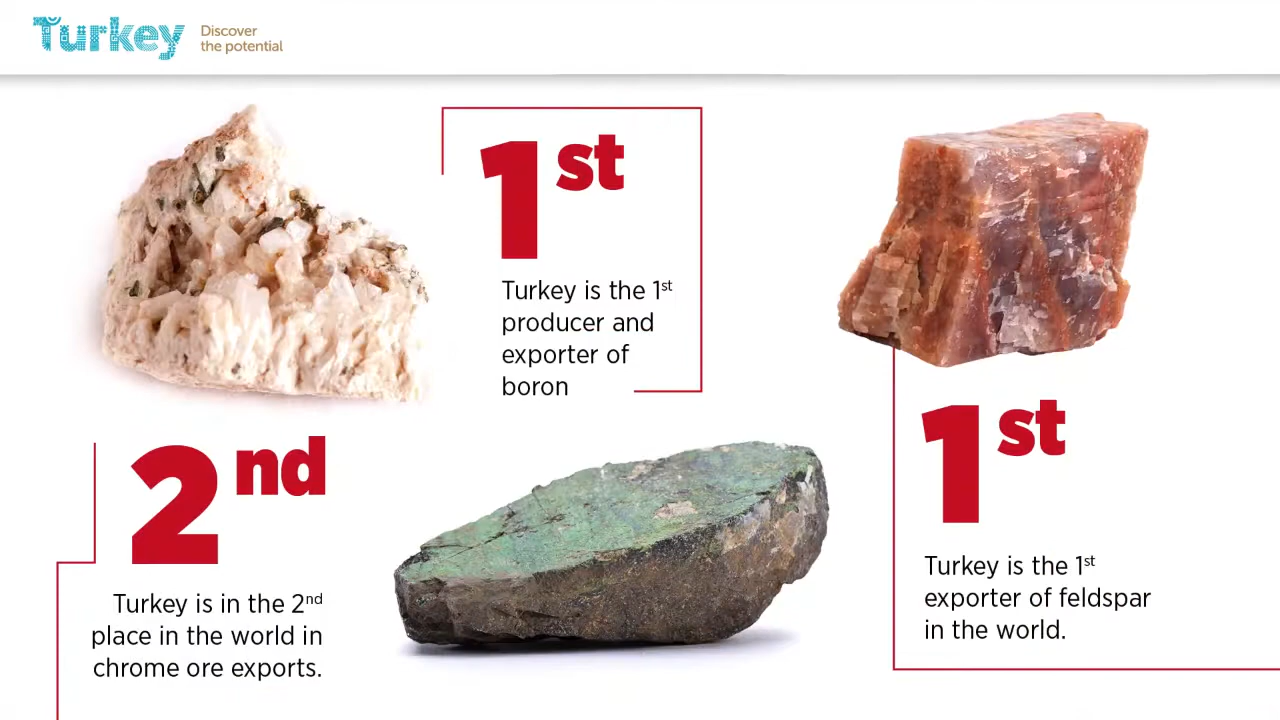 Turkey
Discover
the potential
1st
Turkey is the 1st
producer and
exporter of
boron
2nd
Turkey is in the 2nd
place in the world in
chrome ore exports.
1st
Turkey is the 1st
exporter of feldspar
in the world.